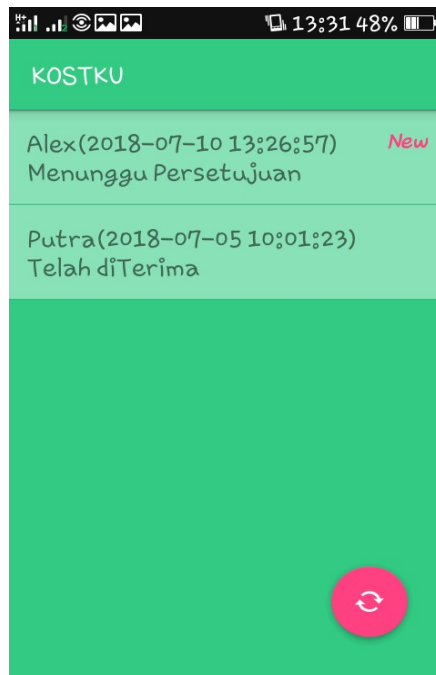 13:31 48%
KOSTKU
Alex(2018-07-10 13:26:57) New
Menunggu Persetujuan
Putra(2018-07-05 10:01:23)
Telah diTerima